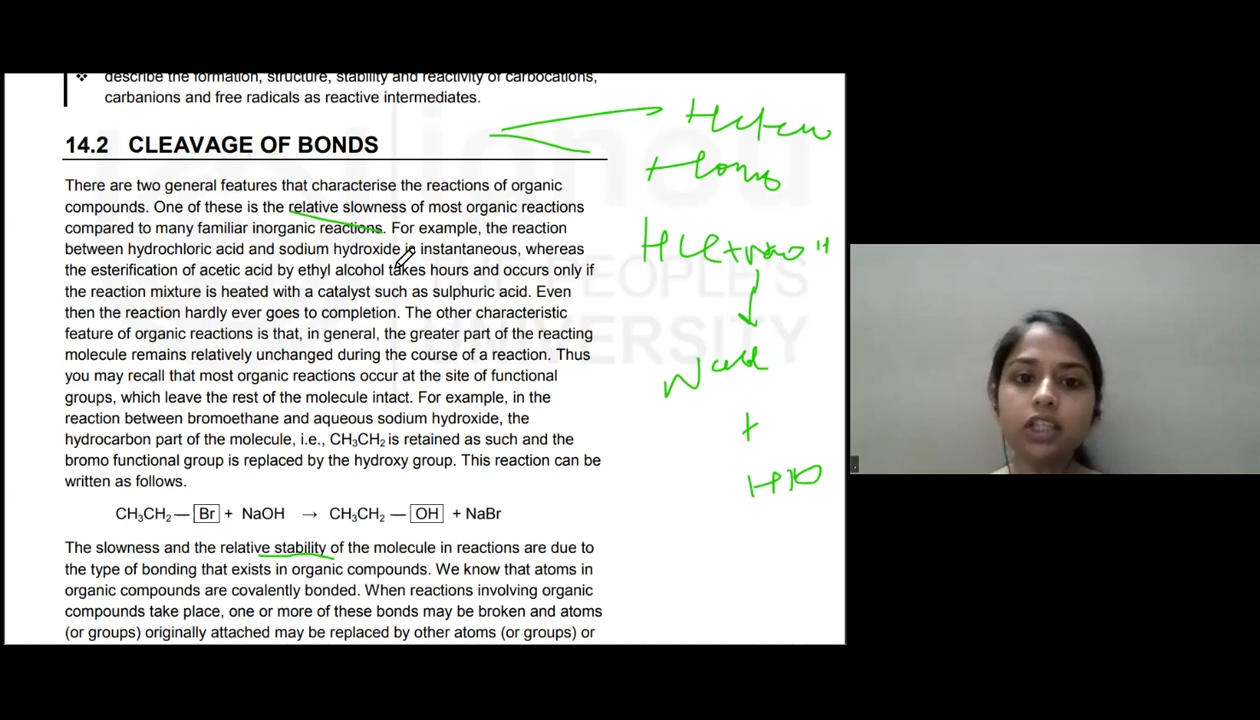 ❖ describe the formation, structure, stability and reactivity of carbocations,
carbanions and free radicals as reactive intermediates.
14.2 CLEAVAGE OF BONDS
There are two general features that characterise the reactions of organic
compounds. One of these is the relative slowness of most organic reactions
compared to many familiar inorganic reactions. For example, the reaction
between hydrochloric acid and sodium hydroxide is instantaneous, whereas
the esterification of acetic acid by ethyl alcohol takes hours and occurs only if
the reaction mixture is heated with a catalyst such as sulphuric acid. Even
then the reaction hardly ever goes to completion. The other characteristic
feature of organic reactions is that, in general, the greater part of the reacting
molecule remains relatively unchanged during the course of a reaction. Thus
you may recall that most organic reactions occur at the site of functional
groups, which leave the rest of the molecule intact. For example, in the
reaction between bromoethane and aqueous sodium hydroxide, the
hydrocarbon part of the molecule, i.e., CH₃CH₂ is retained as such and the
bromo functional group is replaced by the hydroxy group. This reaction can be
written as follows.
CH₃CH₂ — Br + NaOH → CH₃CH₂ — OH + NaBr
The slowness and the relative stability of the molecule in reactions are due to
the type of bonding that exists in organic compounds. We know that atoms in
organic compounds are covalently bonded. When reactions involving organic
compounds take place, one or more of these bonds may be broken and atoms
(or groups) originally attached may be replaced by other atoms (or groups) or
ignou
THE PEOPLE'S
UNIVERSITY
Hetero
Homo
+